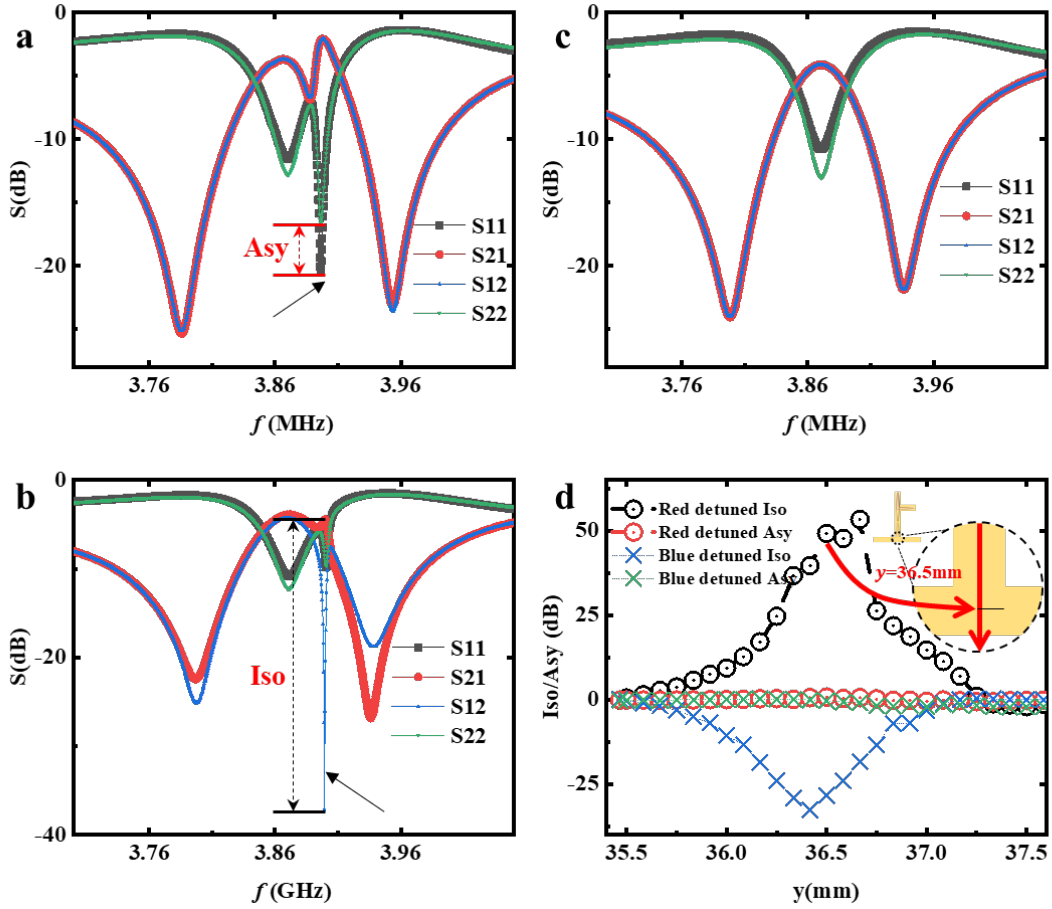 a
0
-10
-20
S(dB)
3.76
3.86
3.96
f (MHz)
Asy
S11
S21
S12
S22
c
0
-10
-20
S(dB)
3.76
3.86
3.96
f (MHz)
S11
S21
S12
S22
b
0
-20
-40
S(dB)
3.76
3.86
3.96
f (GHz)
Iso
S11
S21
S12
S22
d
50
25
0
-25
Iso/Asy (dB)
35.5
36.0
36.5
37.0
37.5
y(mm)
Red detuned Iso
Red detuned Asy
Blue detuned Iso
Blue detuned Asy
y=36.5mm